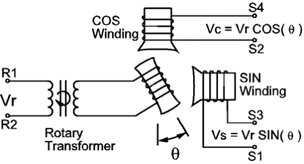 COS
Winding
S4
Vc = Vr COS( θ )
S2
R1
Vr
R2
Rotary
Transformer
θ
SIN
Winding
S3
Vs = Vr SIN( θ )
S1